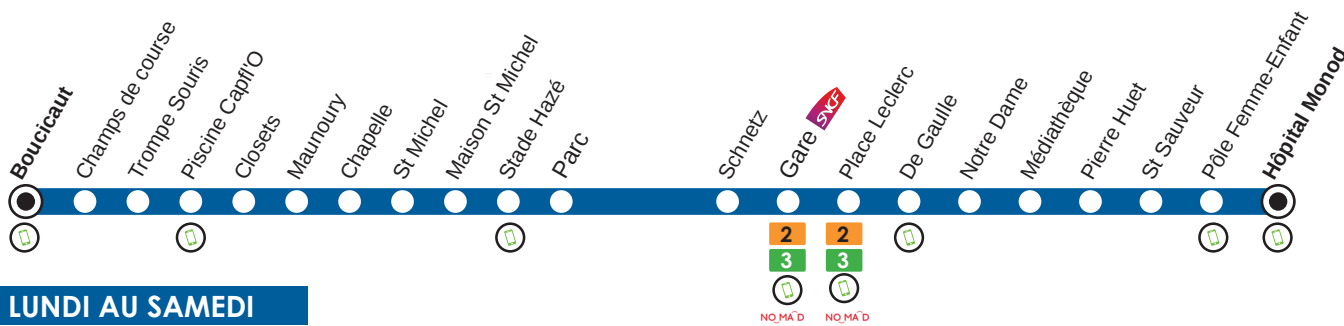 Boucicaut
Champs de course
Trompe Souris
Piscine Capfl'O
Closets
Maunoury
Chapelle
St Michel
Maison St Michel
Stade Hazé
Parc
Schnetz
Gare SNCF
Place Leclerc
De Gaulle
Notre Dame
Médiathèque
Pierre Huet
St Sauveur
Pôle Femme-Enfant
Hôpital Monod
2 2
3 3
NOMAD NOMAD
LUNDI AU SAMEDI